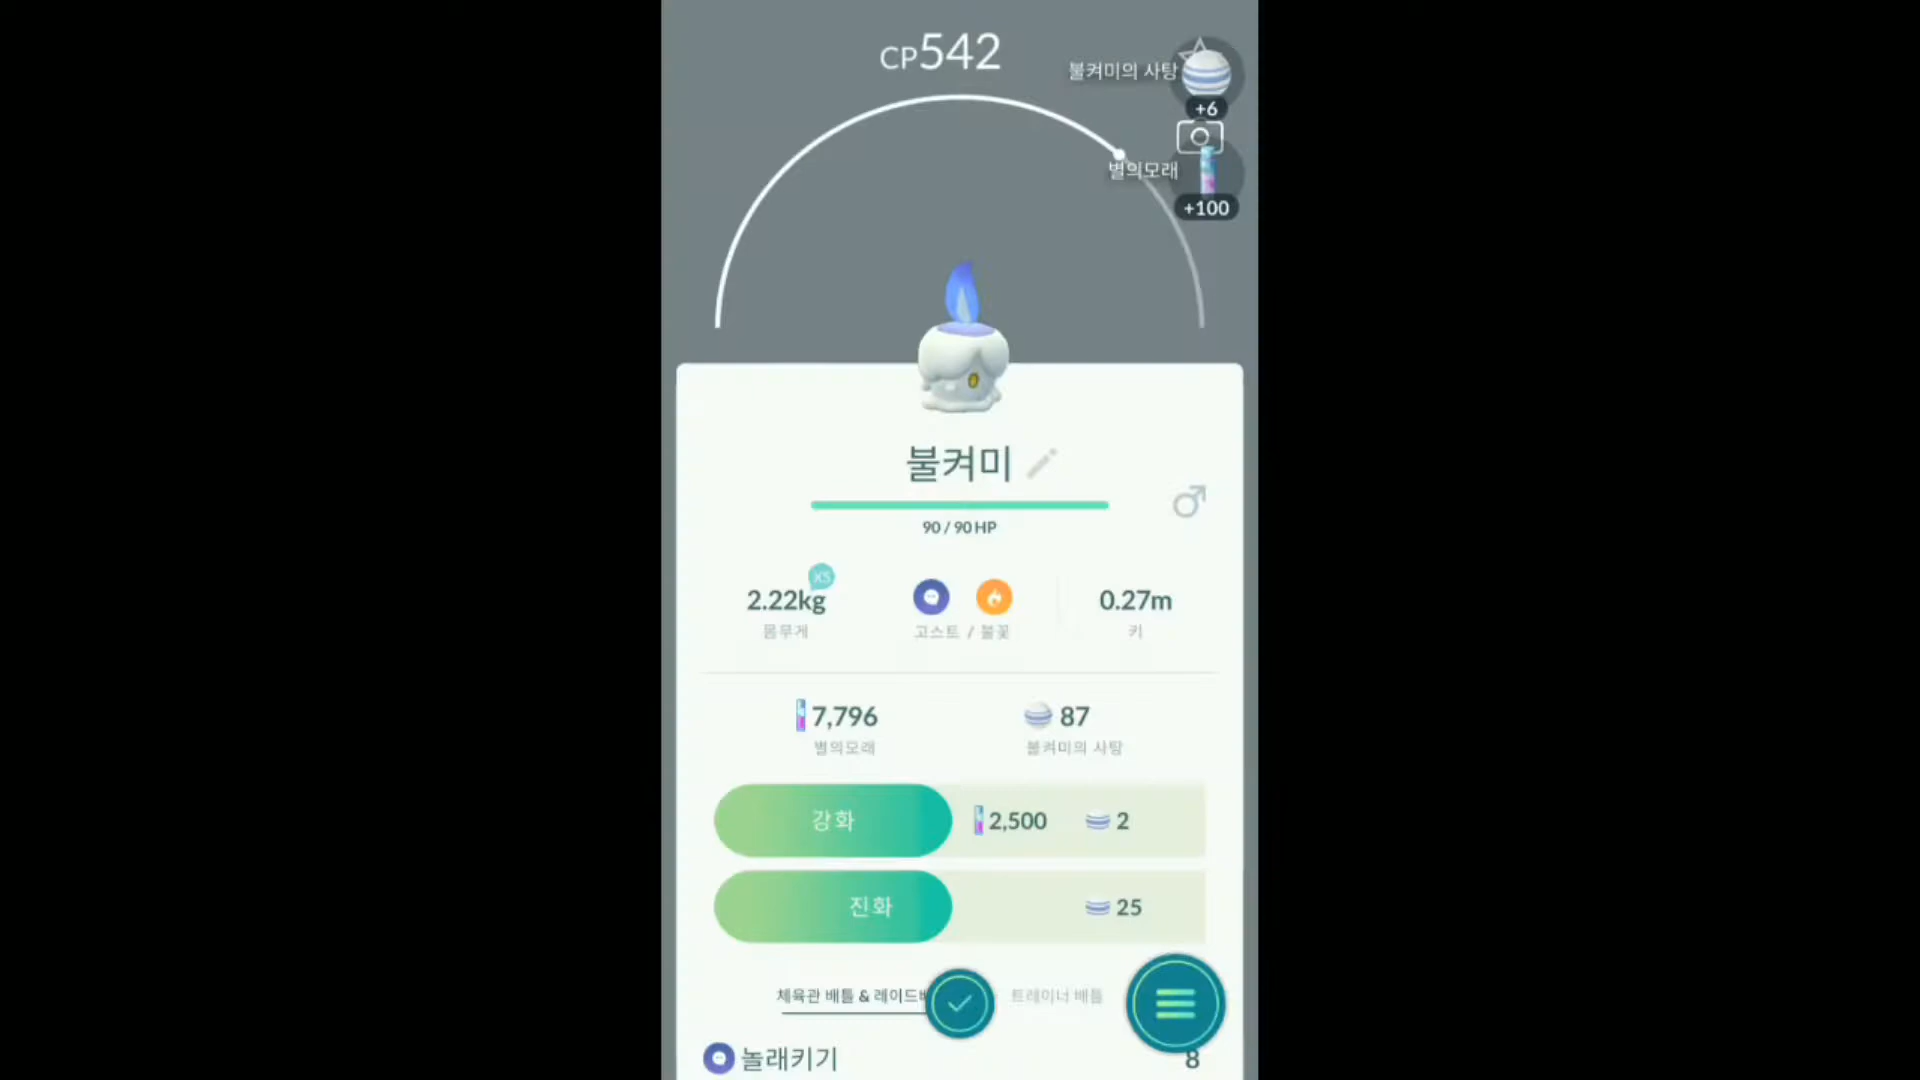 CP542
불켜미의 사탕
+6
별의모래
+100
불켜미
90 / 90 HP
XS
2.22kg
몸무게
고스트 / 불꽃
0.27m
키
7,796
별의모래
87
불켜미의 사탕
강화
2,500
2
진화
25
체육관 배틀 & 레이드
트레이너 배틀
놀래키기
8